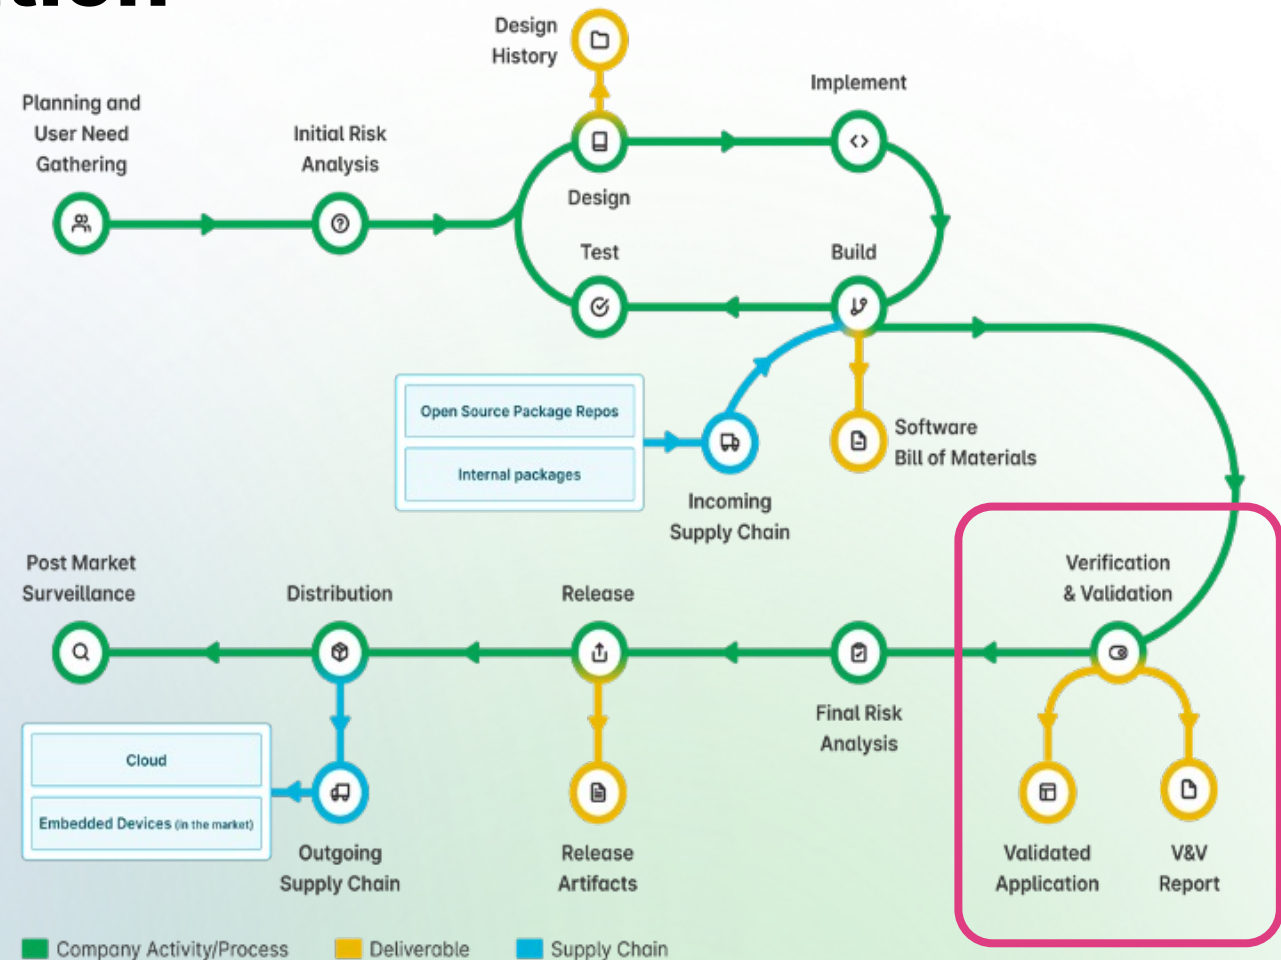 Design
History
Implement
Planning and
User Need
Gathering
Initial Risk
Analysis
Design
Test
Build
Open Source Package Repos
Internal packages
Software
Bill of Materials
Incoming
Supply Chain
Post Market
Surveillance
Distribution
Release
Verification
& Validation
Final Risk
Analysis
Cloud
Embedded Devices (in the market)
Outgoing
Supply Chain
Release
Artifacts
Validated
Application
V&V
Report
Company Activity/Process
Deliverable
Supply Chain